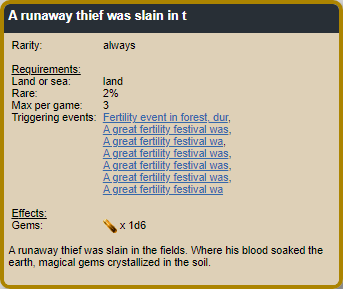 A runaway thief was slain in t
Rarity: always
Requirements:
Land or sea: land
Rare: 2%
Max per game: 3
Triggering events: Fertility event in forest, dur,
A great fertility festival was,
A great fertility festival wa,
A great fertility festival was,
A great fertility festival was,
A great fertility festival was,
A great fertility festival wa
Effects:
Gems: x 1d6
A runaway thief was slain in the fields. Where his blood soaked the
earth, magical gems crystallized in the soil.